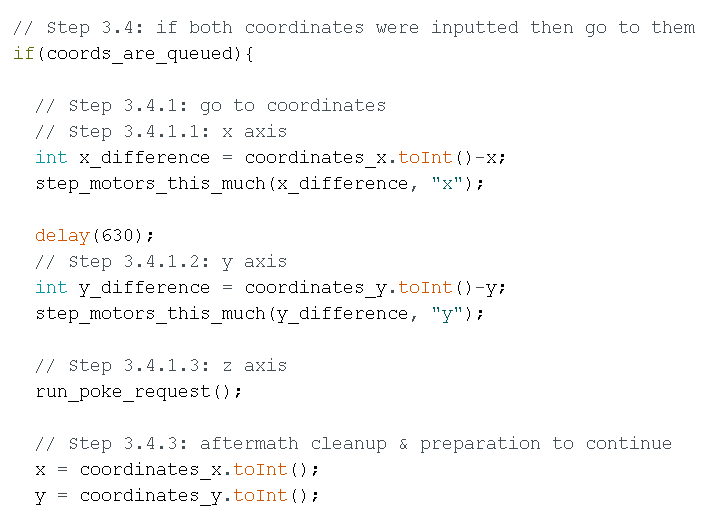 // Step 3.4: if both coordinates were inputted then go to them
if(coords_are_queued){
// Step 3.4.1: go to coordinates
// Step 3.4.1.1: x axis
int x_difference = coordinates_x.toInt()-x;
step_motors_this_much(x_difference, "x");
delay(630);
// Step 3.4.1.2: y axis
int y_difference = coordinates_y.toInt()-y;
step_motors_this_much(y_difference, "y");
// Step 3.4.1.3: z axis
run_poke_request();
// Step 3.4.3: aftermath cleanup & preparation to continue
x = coordinates_x.toInt();
y = coordinates_y.toInt();